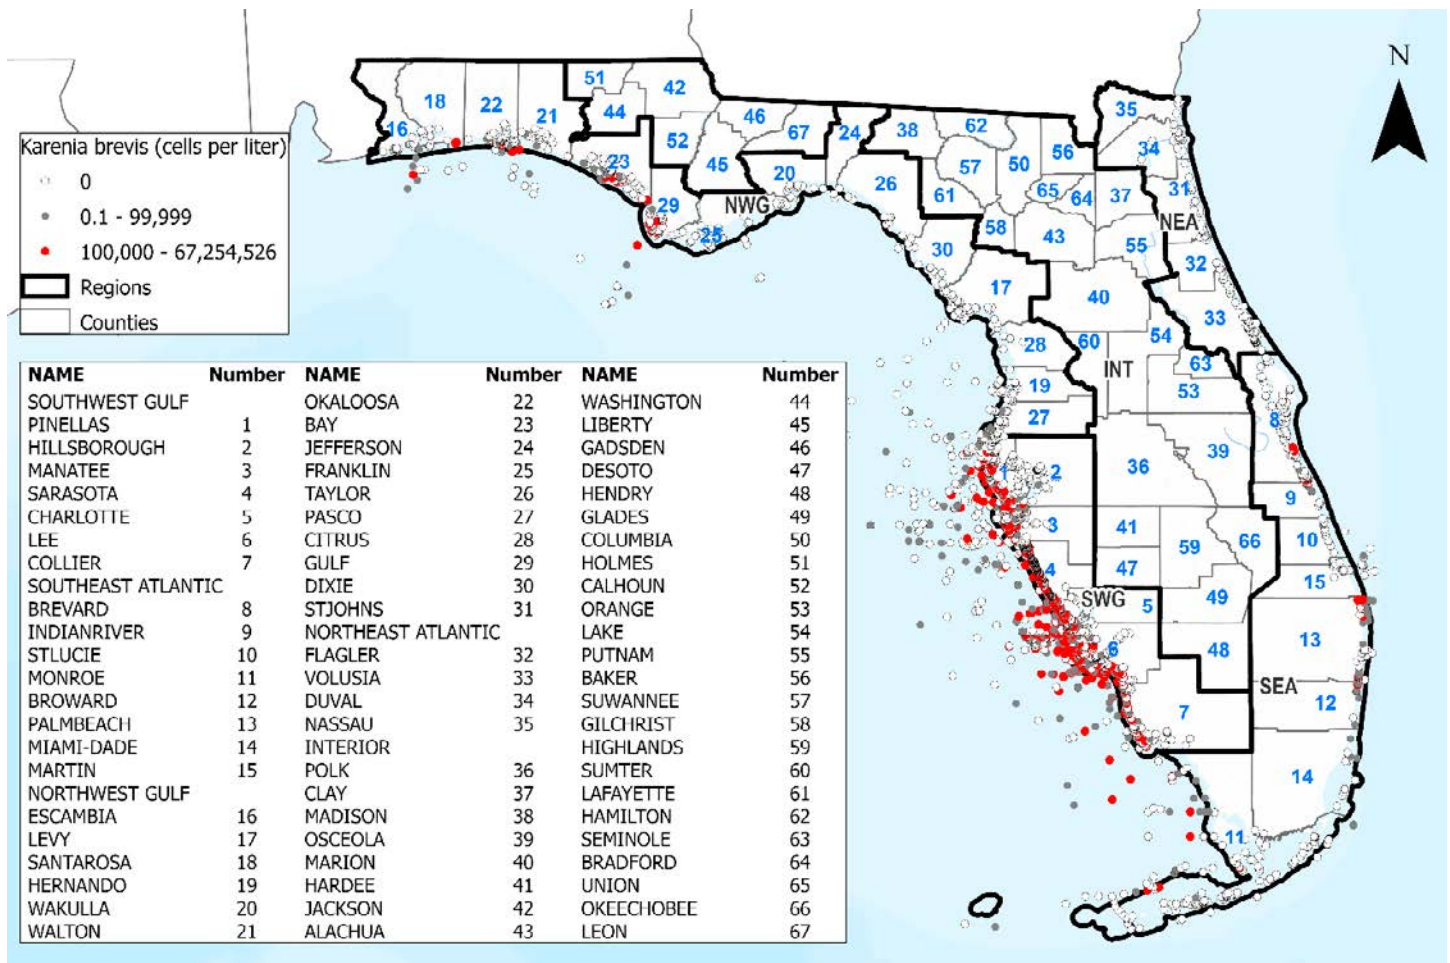 N
51
42
18
22
21
44
46
35
16
67
24
38
62
52
34
Karenia brevis (cells per liter)
0
0.1 - 99,999
100,000 - 67,254,526
Regions
Counties
23
45
20
57
50
56
26
61
65
64
37
31
29
NWG
25
58
43
NEA
55
30
32
17
40
33
28
60
54
INT
63
19
53
27
8
39
1
2
36
9
3
41
59
66
10
4
47
15
SWG
5
49
6
48
13
SEA
7
12
14
11
NAME Number NAME Number NAME Number
SOUTHWEST GULF OKALOOSA 22 WASHINGTON 44
PINELLAS 1 BAY 23 LIBERTY 45
HILLSBOROUGH 2 JEFFERSON 24 GADSDEN 46
MANATEE 3 FRANKLIN 25 DESOTO 47
SARASOTA 4 TAYLOR 26 HENDRY 48
CHARLOTTE 5 PASCO 27 GLADES 49
LEE 6 CITRUS 28 COLUMBIA 50
COLLIER 7 GULF 29 HOLMES 51
SOUTHEAST ATLANTIC DIXIE 30 CALHOUN 52
BREVARD 8 STJOHNS 31 ORANGE 53
INDIANRIVER 9 NORTHEAST ATLANTIC LAKE 54
STLUCIE 10 FLAGLER 32 PUTNAM 55
MONROE 11 VOLUSIA 33 BAKER 56
BROWARD 12 DUVAL 34 SUWANNEE 57
PALMBEACH 13 NASSAU 35 GILCHRIST 58
MIAMI-DADE 14 INTERIOR HIGHLANDS 59
MARTIN 15 POLK 36 SUMTER 60
NORTHWEST GULF CLAY 37 LAFAYETTE 61
ESCAMBIA 16 MADISON 38 HAMILTON 62
LEVY 17 OSCEOLA 39 SEMINOLE 63
SANTAROSA 18 MARION 40 BRADFORD 64
HERNANDO 19 HARDEE 41 UNION 65
WAKULLA 20 JACKSON 42 OKEECHOBEE 66
WALTON 21 ALACHUA 43 LEON 67